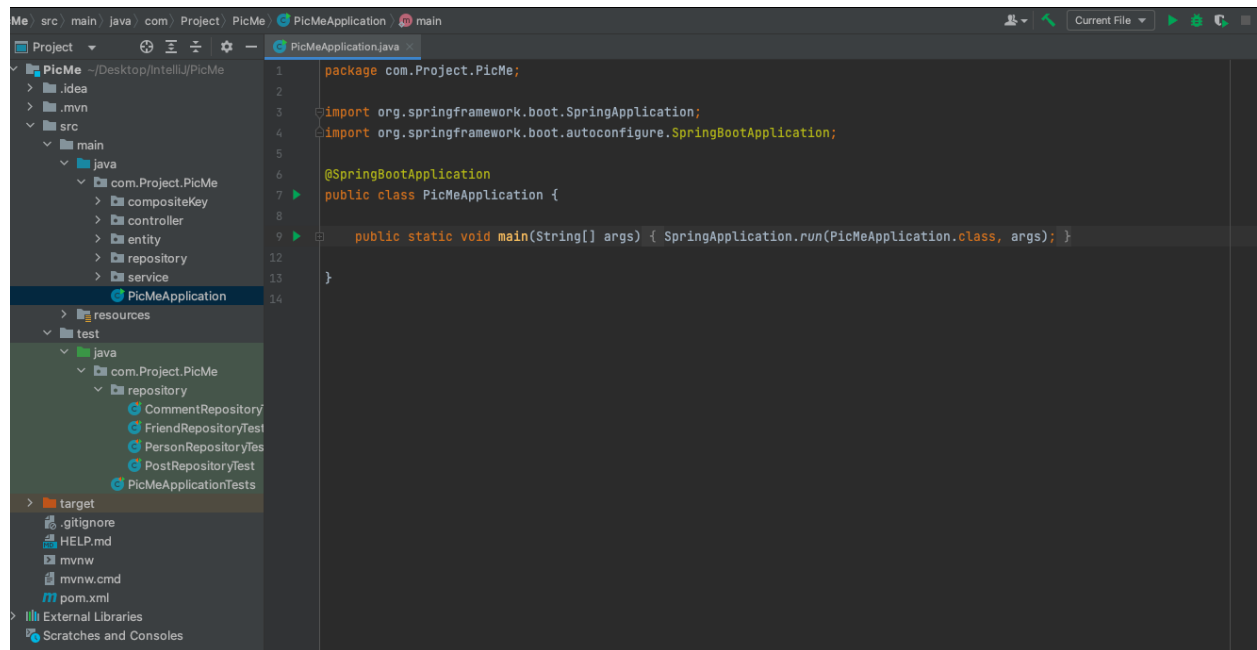 Me 〉 src 〉 main 〉 java 〉 com 〉 Project 〉 PicMe 〉 PicMeApplication 〉 main
Current File
Project
PicMeApplication.java
PicMe ~/Desktop/IntelliJ/PicMe
.idea
.mvn
src
main
java
com.Project.PicMe
compositeKey
controller
entity
repository
service
PicMeApplication
resources
test
java
com.Project.PicMe
repository
CommentRepositoryT
FriendRepositoryTest
PersonRepositoryTes
PostRepositoryTest
PicMeApplicationTests
target
.gitignore
HELP.md
mvnw
mvnw.cmd
pom.xml
External Libraries
Scratches and Consoles
1 package com.Project.PicMe;
2
3 import org.springframework.boot.SpringApplication;
4 import org.springframework.boot.autoconfigure.SpringBootApplication;
5
6 @SpringBootApplication
7 public class PicMeApplication {
8
9 public static void main(String[] args) { SpringApplication.run(PicMeApplication.class, args); }
12
13 }
14